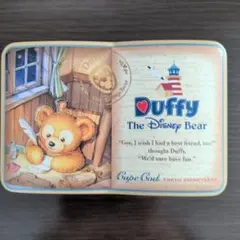 Duffy
The Disney Bear
"Gee, I wish I had a best friend, too!"
thought Duffy.
"We'd sure have fun."
Cape Cod